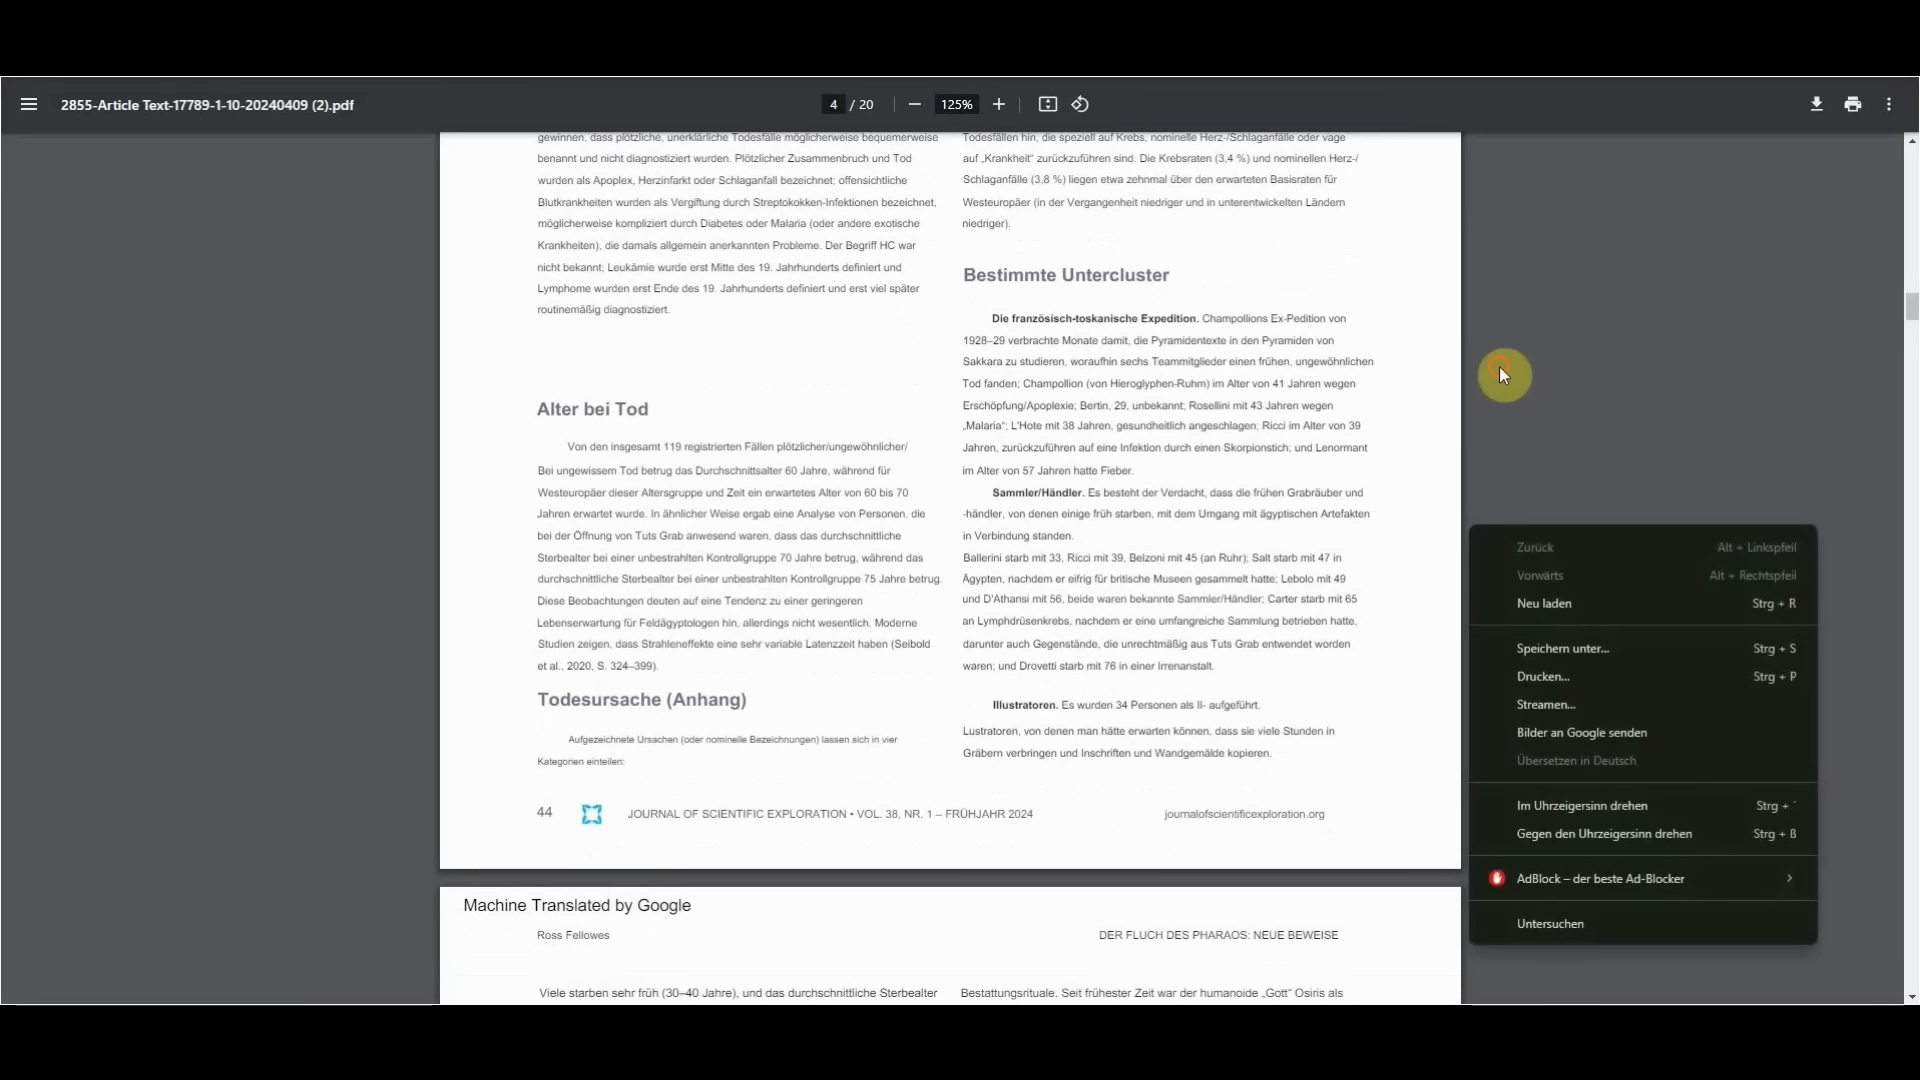 2855-Article Text-17789-1-10-20240409 (2).pdf
4 / 20
125%
gewinnen, dass plötzliche, unerklärliche Todesfälle möglicherweise bequemerweise
benannt und nicht diagnostiziert wurden. Plötzlicher Zusammenbruch und Tod
wurden als Apoplex, Herzinfarkt oder Schlaganfall bezeichnet; offensichtliche
Blutkrankheiten wurden als Vergiftung durch Streptokokken-Infektionen bezeichnet,
möglicherweise kompliziert durch Diabetes oder Malaria (oder andere exotische
Krankheiten), die damals allgemein anerkannten Probleme. Der Begriff HC war
nicht bekannt; Leukämie wurde erst Mitte des 19. Jahrhunderts definiert und
Lymphome wurden erst Ende des 19. Jahrhunderts definiert und erst viel später
routinemäßig diagnostiziert.
Alter bei Tod
Von den insgesamt 119 registrierten Fällen plötzlicher/ungewöhnlicher/
Bei ungewissem Tod betrug das Durchschnittsalter 60 Jahre, während für
Westeuropäer dieser Altersgruppe und Zeit ein erwartetes Alter von 60 bis 70
Jahren erwartet wurde. In ähnlicher Weise ergab eine Analyse von Personen, die
bei der Öffnung von Tuts Grab anwesend waren, dass das durchschnittliche
Sterbealter bei einer unbestrahlten Kontrollgruppe 70 Jahre betrug, während das
durchschnittliche Sterbealter bei einer unbestrahlten Kontrollgruppe 75 Jahre betrug.
Diese Beobachtungen deuten auf eine Tendenz zu einer geringeren
Lebenserwartung für Feldägyptologen hin, allerdings nicht wesentlich. Moderne
Studien zeigen, dass Strahleneffekte eine sehr variable Latenzzeit haben (Seibold
et al., 2020, S. 324–399).
Todesursache (Anhang)
Aufgezeichnete Ursachen (oder nominelle Bezeichnungen) lassen sich in vier
Kategorien einteilen:
Todesfällen hin, die speziell auf Krebs, nominelle Herz-/Schlaganfälle oder vage
auf „Krankheit“ zurückzuführen sind. Die Krebsraten (3,4 %) und nominellen Herz-/
Schlaganfälle (3,8 %) liegen etwa zehnmal über den erwarteten Basisraten für
Westeuropäer (in der Vergangenheit niedriger und in unterentwickelten Ländern
niedriger).
Bestimmte Untercluster
Die französisch-toskanische Expedition. Champollions Ex-Pedition von
1928–29 verbrachte Monate damit, die Pyramidentexte in den Pyramiden von
Sakkara zu studieren, woraufhin sechs Teammitglieder einen frühen, ungewöhnlichen
Tod fanden; Champollion (von Hieroglyphen-Ruhm) im Alter von 41 Jahren wegen
Erschöpfung/Apoplexie; Bertin, 29, unbekannt; Rosellini mit 43 Jahren wegen
„Malaria“; L'Hote mit 38 Jahren, gesundheitlich angeschlagen; Ricci im Alter von 39
Jahren, zurückzuführen auf eine Infektion durch einen Skorpionstich; und Lenormant
im Alter von 57 Jahren hatte Fieber.
Sammler/Händler. Es besteht der Verdacht, dass die frühen Grabräuber und
-händler, von denen einige früh starben, mit dem Umgang mit ägyptischen Artefakten
in Verbindung standen.
Ballerini starb mit 33, Ricci mit 39, Belzoni mit 45 (an Ruhr); Salt starb mit 47 in
Ägypten, nachdem er eifrig für britische Museen gesammelt hatte; Lebolo mit 49
und D'Athansi mit 56, beide waren bekannte Sammler/Händler; Carter starb mit 65
an Lymphdrüsenkrebs, nachdem er eine umfangreiche Sammlung betrieben hatte,
darunter auch Gegenstände, die unrechtmäßig aus Tuts Grab entwendet worden
waren; und Drovetti starb mit 76 in einer Irrenanstalt.
Illustratoren. Es wurden 34 Personen als Il- aufgeführt.
Lustratoren, von denen man hätte erwarten können, dass sie viele Stunden in
Gräbern verbringen und Inschriften und Wandgemälde kopieren.
44 JOURNAL OF SCIENTIFIC EXPLORATION • VOL. 38, NR. 1 – FRÜHJAHR 2024 journalofscientificexploration.org
Machine Translated by Google
Ross Fellowes DER FLUCH DES PHARAOS: NEUE BEWEISE
Viele starben sehr früh (30–40 Jahre), und das durchschnittliche Sterbealter
Bestattungsrituale. Seit frühester Zeit war der humanoide „Gott“ Osiris als
Zurück Alt + Linkspfeil
Vorwärts Alt + Rechtspfeil
Neu laden Strg + R
Speichern unter... Strg + S
Drucken... Strg + P
Streamen...
Bilder an Google senden
Übersetzen in Deutsch
Im Uhrzeigersinn drehen Strg + ´
Gegen den Uhrzeigersinn drehen Strg + ß
AdBlock – der beste Ad-Blocker
Untersuchen